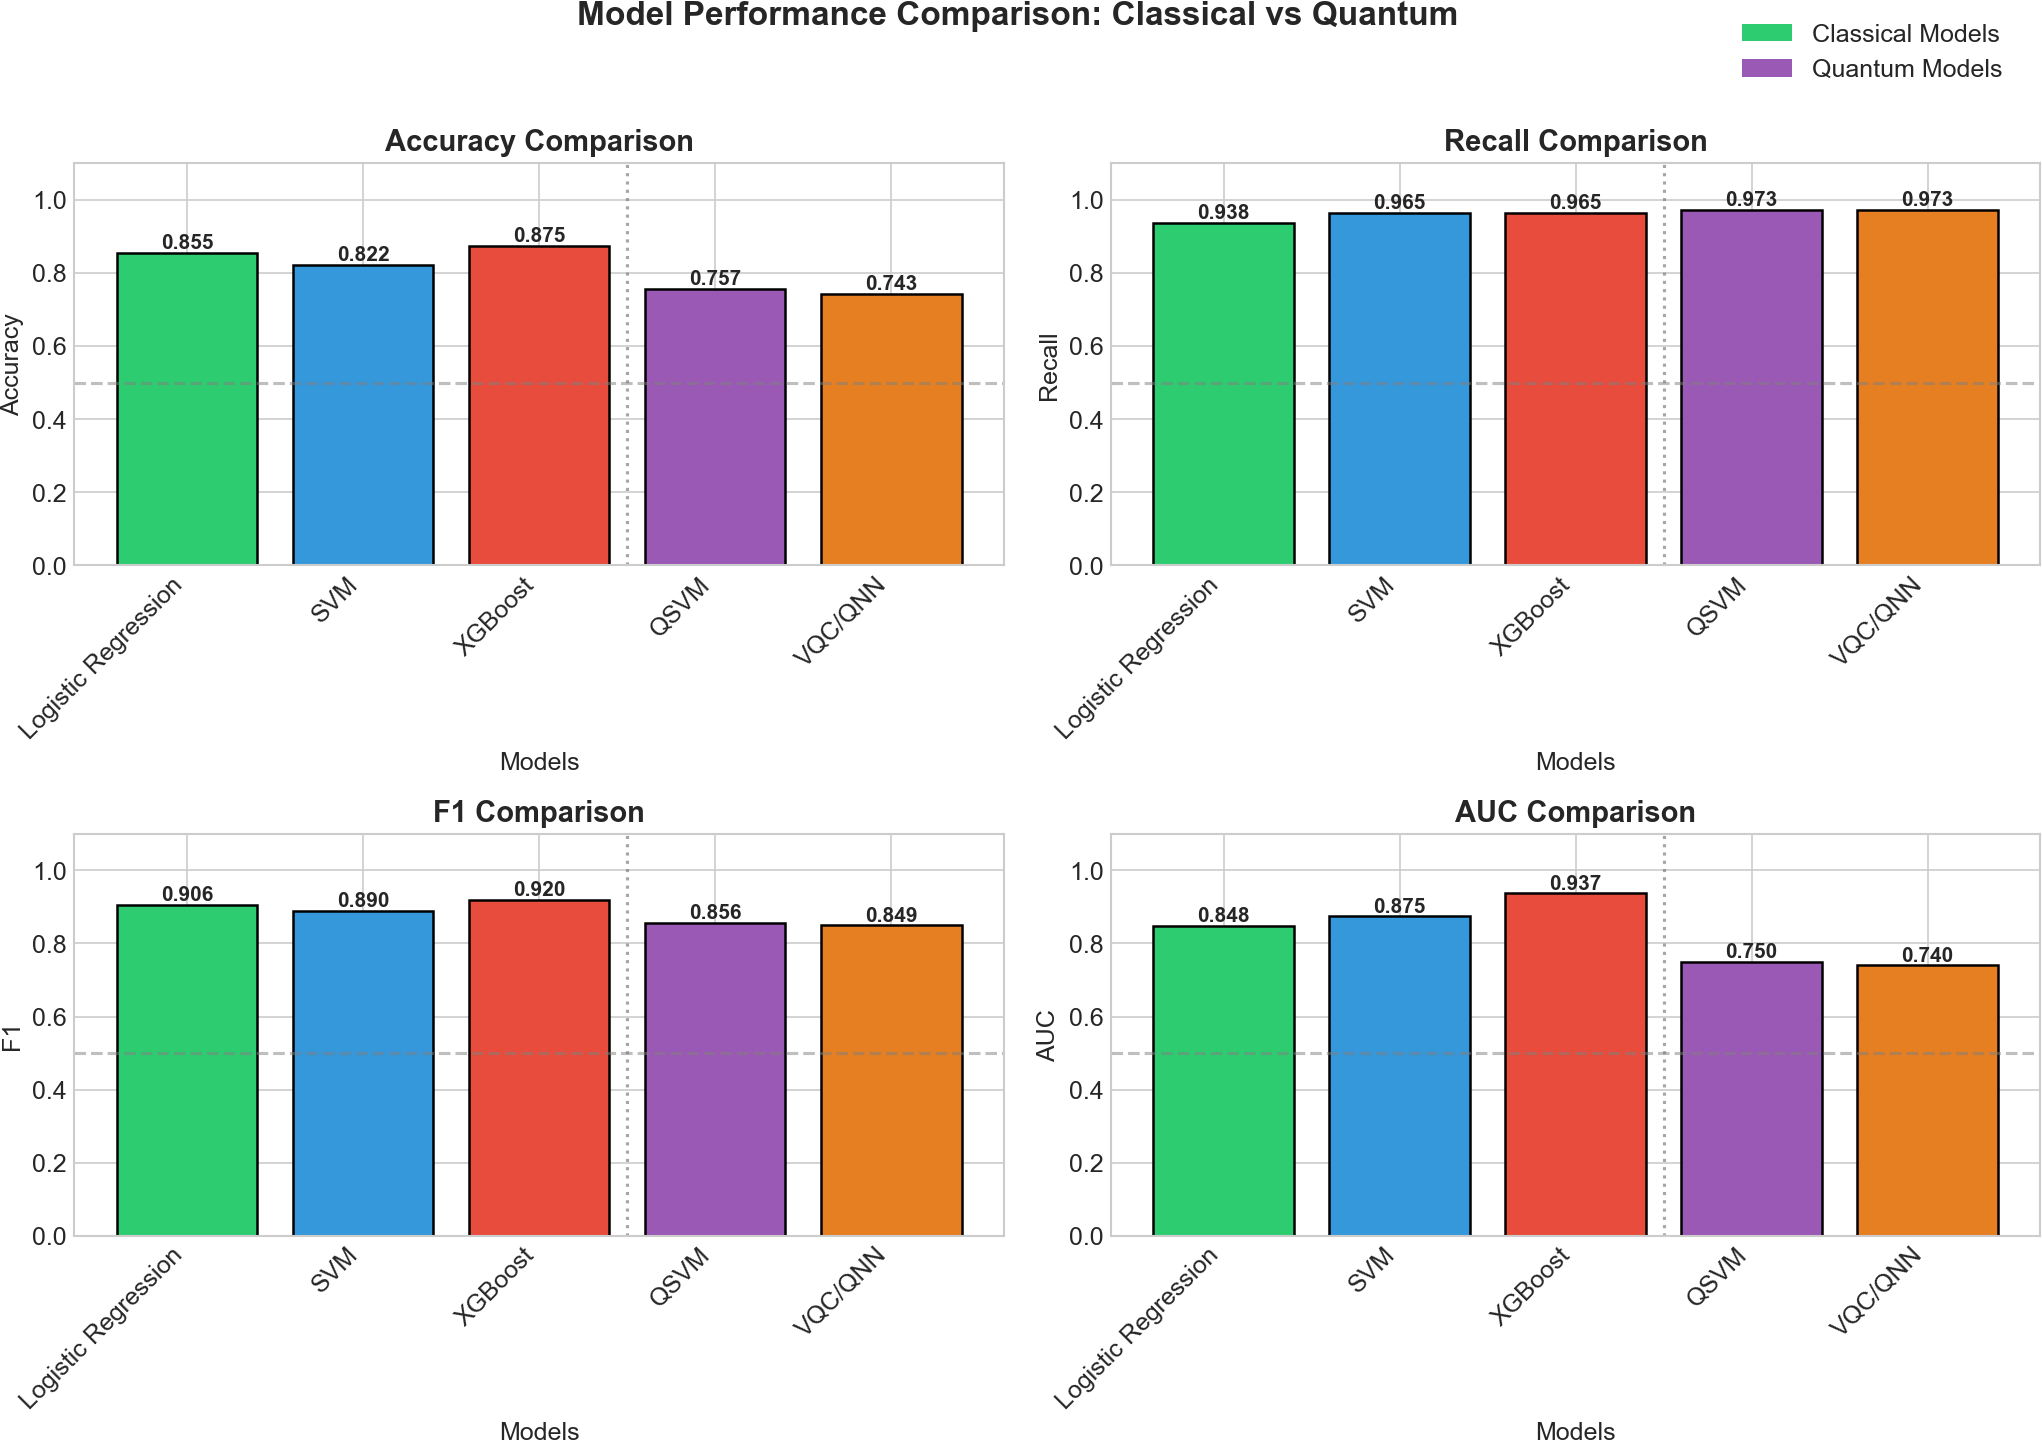 Model Performance Comparison: Classical vs Quantum
Classical Models
Quantum Models
Accuracy Comparison
Accuracy
1.0
0.8
0.6
0.4
0.2
0.0
0.855
0.822
0.875
0.757
0.743
Logistic Regression
SVM
XGBoost
QSVM
VQC/QNN
Models
Recall Comparison
Recall
1.0
0.8
0.6
0.4
0.2
0.0
0.938
0.965
0.965
0.973
0.973
Logistic Regression
SVM
XGBoost
QSVM
VQC/QNN
Models
F1 Comparison
F1
1.0
0.8
0.6
0.4
0.2
0.0
0.906
0.890
0.920
0.856
0.849
Logistic Regression
SVM
XGBoost
QSVM
VQC/QNN
Models
AUC Comparison
AUC
1.0
0.8
0.6
0.4
0.2
0.0
0.848
0.875
0.937
0.750
0.740
Logistic Regression
SVM
XGBoost
QSVM
VQC/QNN
Models